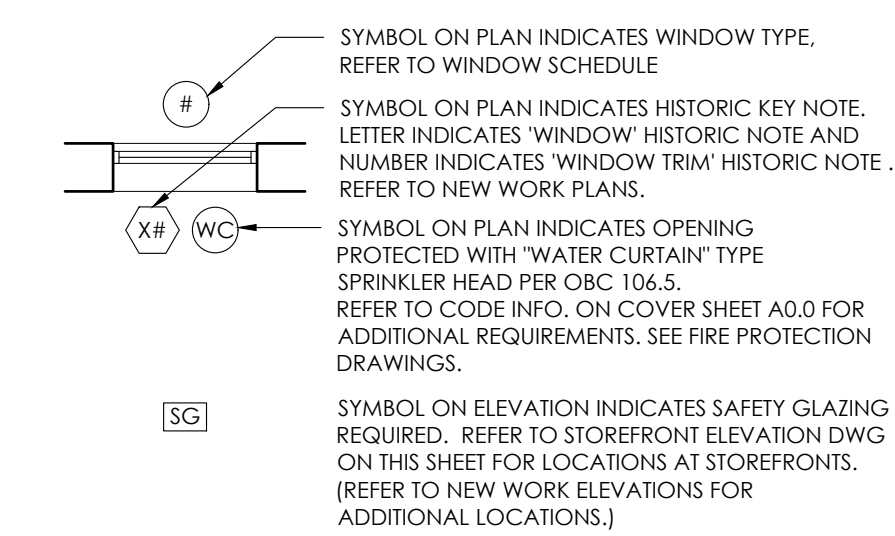 SYMBOL ON PLAN INDICATES WINDOW TYPE,
REFER TO WINDOW SCHEDULE
#
SYMBOL ON PLAN INDICATES HISTORIC KEY NOTE.
LETTER INDICATES 'WINDOW' HISTORIC NOTE AND
NUMBER INDICATES 'WINDOW TRIM' HISTORIC NOTE .
REFER TO NEW WORK PLANS.
X#
WC
SYMBOL ON PLAN INDICATES OPENING
PROTECTED WITH "WATER CURTAIN" TYPE
SPRINKLER HEAD PER OBC 106.5.
REFER TO CODE INFO. ON COVER SHEET A0.0 FOR
ADDITIONAL REQUIREMENTS. SEE FIRE PROTECTION
DRAWINGS.
SG
SYMBOL ON ELEVATION INDICATES SAFETY GLAZING
REQUIRED. REFER TO STOREFRONT ELEVATION DWG
ON THIS SHEET FOR LOCATIONS AT STOREFRONTS.
(REFER TO NEW WORK ELEVATIONS FOR
ADDITIONAL LOCATIONS.)